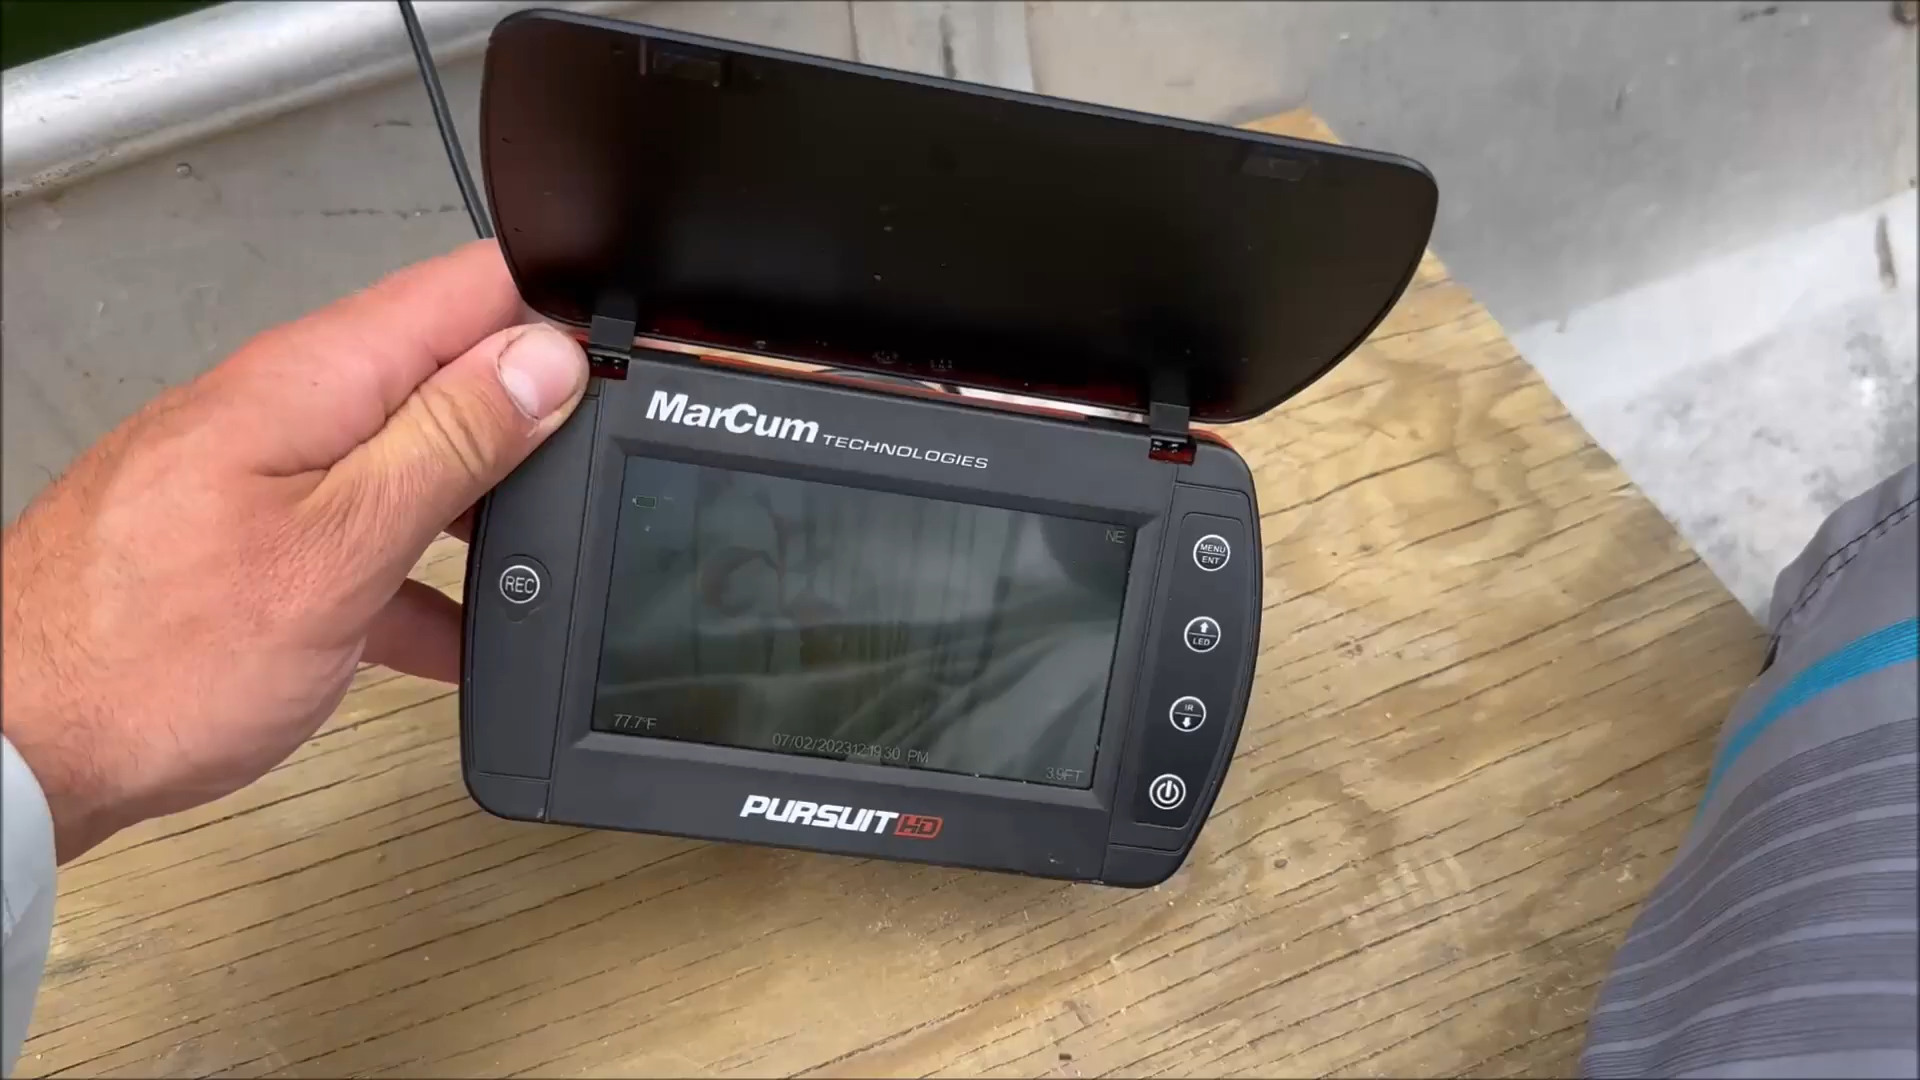 MarCum TECHNOLOGIES
NE
MENU
ENT
REC
LED
IR
77.7°F
07/02/2023 12:19:30 PM
3.9FT
PURSUIT HD